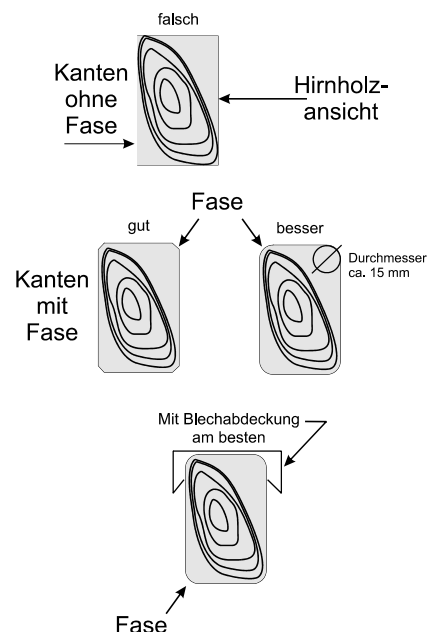 falsch
Kanten
ohne
Fase
Hirnholz-
ansicht
Fase
gut
besser
Kanten
mit
Fase
Durchmesser
ca. 15 mm
Mit Blechabdeckung
am besten
Fase